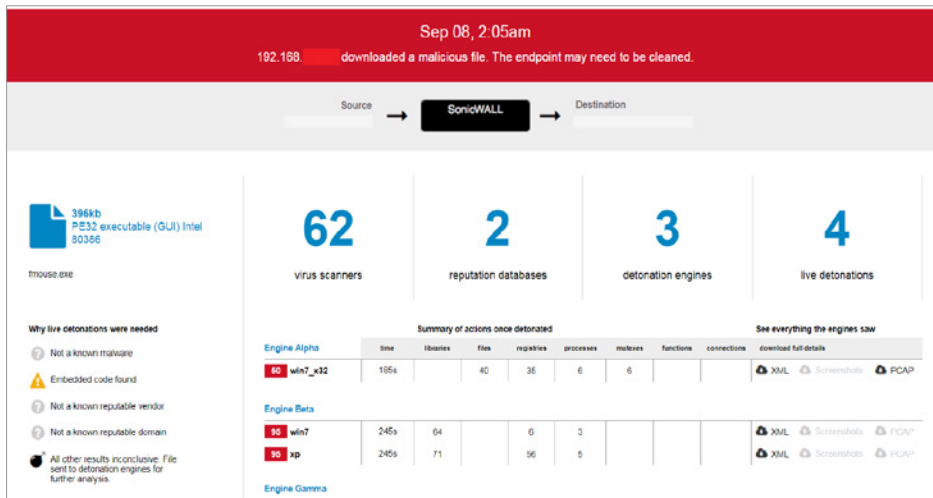 Sep 08, 2:05am
192.168. downloaded a malicious file. The endpoint may need to be cleaned.
Source
SonicWALL
Destination
396kb
PE32 executable (GUI) Intel
80386
fmouse.exe
62
virus scanners
2
reputation databases
3
detonation engines
4
live detonations
Why live detonations were needed
Not a known malware
Embedded code found
Not a known reputable vendor
Not a known reputable domain
All other results inconclusive. File
sent to detonation engines for
further analysis.
Summary of actions once detonated
See everything the engines saw
Engine Alpha time libraries files registries processes mutexes functions connections download full details
60 win7_x32 185s 40 35 6 6 XML Screenshots PCAP
Engine Beta
95 win7 245s 64 6 3 XML Screenshots PCAP
95 xp 245s 71 56 5 XML Screenshots PCAP
Engine Gamma